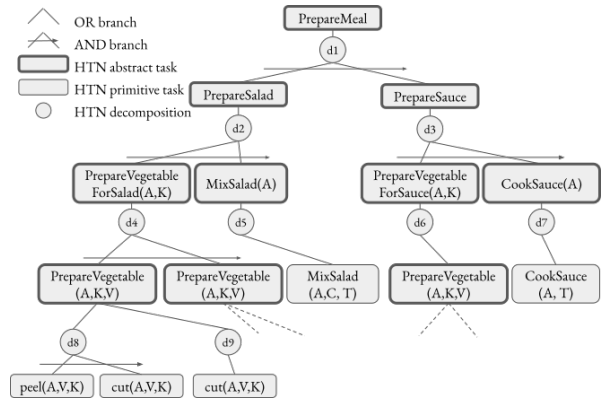 OR branch
AND branch
HTN abstract task
HTN primitive task
HTN decomposition
PrepareMeal
d1
PrepareSalad
PrepareSauce
d2
d3
PrepareVegetable
ForSalad(A,K)
MixSalad(A)
PrepareVegetable
ForSauce(A,K)
CookSauce(A)
d4
d5
d6
d7
PrepareVegetable
(A,K,V)
PrepareVegetable
(A,K,V)
MixSalad
(A,C, T)
PrepareVegetable
(A,K,V)
CookSauce
(A, T)
d8
d9
peel(A,V,K)
cut(A,V,K)
cut(A,V,K)